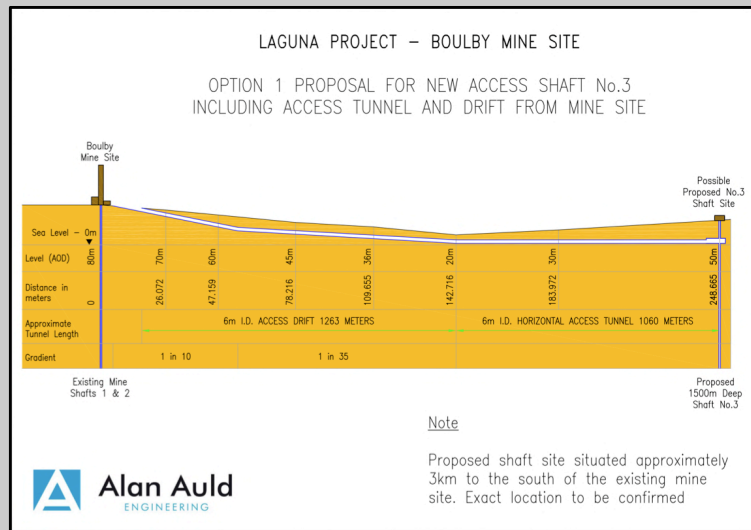 LAGUNA PROJECT – BOULBY MINE SITE
OPTION 1 PROPOSAL FOR NEW ACCESS SHAFT No.3
INCLUDING ACCESS TUNNEL AND DRIFT FROM MINE SITE
Boulby
Mine Site
Possible
Proposed No.3
Shaft Site
Sea Level – 0m
Level (AOD)
80m
70m
60m
45m
36m
20m
30m
50m
Distance in
meters
0
26.072
47.159
78.216
109.655
142.716
183.972
248.665
Approximate
Tunnel Length
6m I.D. ACCESS DRIFT 1263 METERS
6m I.D. HORIZONTAL ACCESS TUNNEL 1060 METERS
Gradient
1 in 10
1 in 35
Existing Mine
Shafts 1 & 2
Proposed
1500m Deep
Shaft No.3
Note
Proposed shaft site situated approximately
3km to the south of the existing mine
site. Exact location to be confirmed
Alan Auld
ENGINEERING